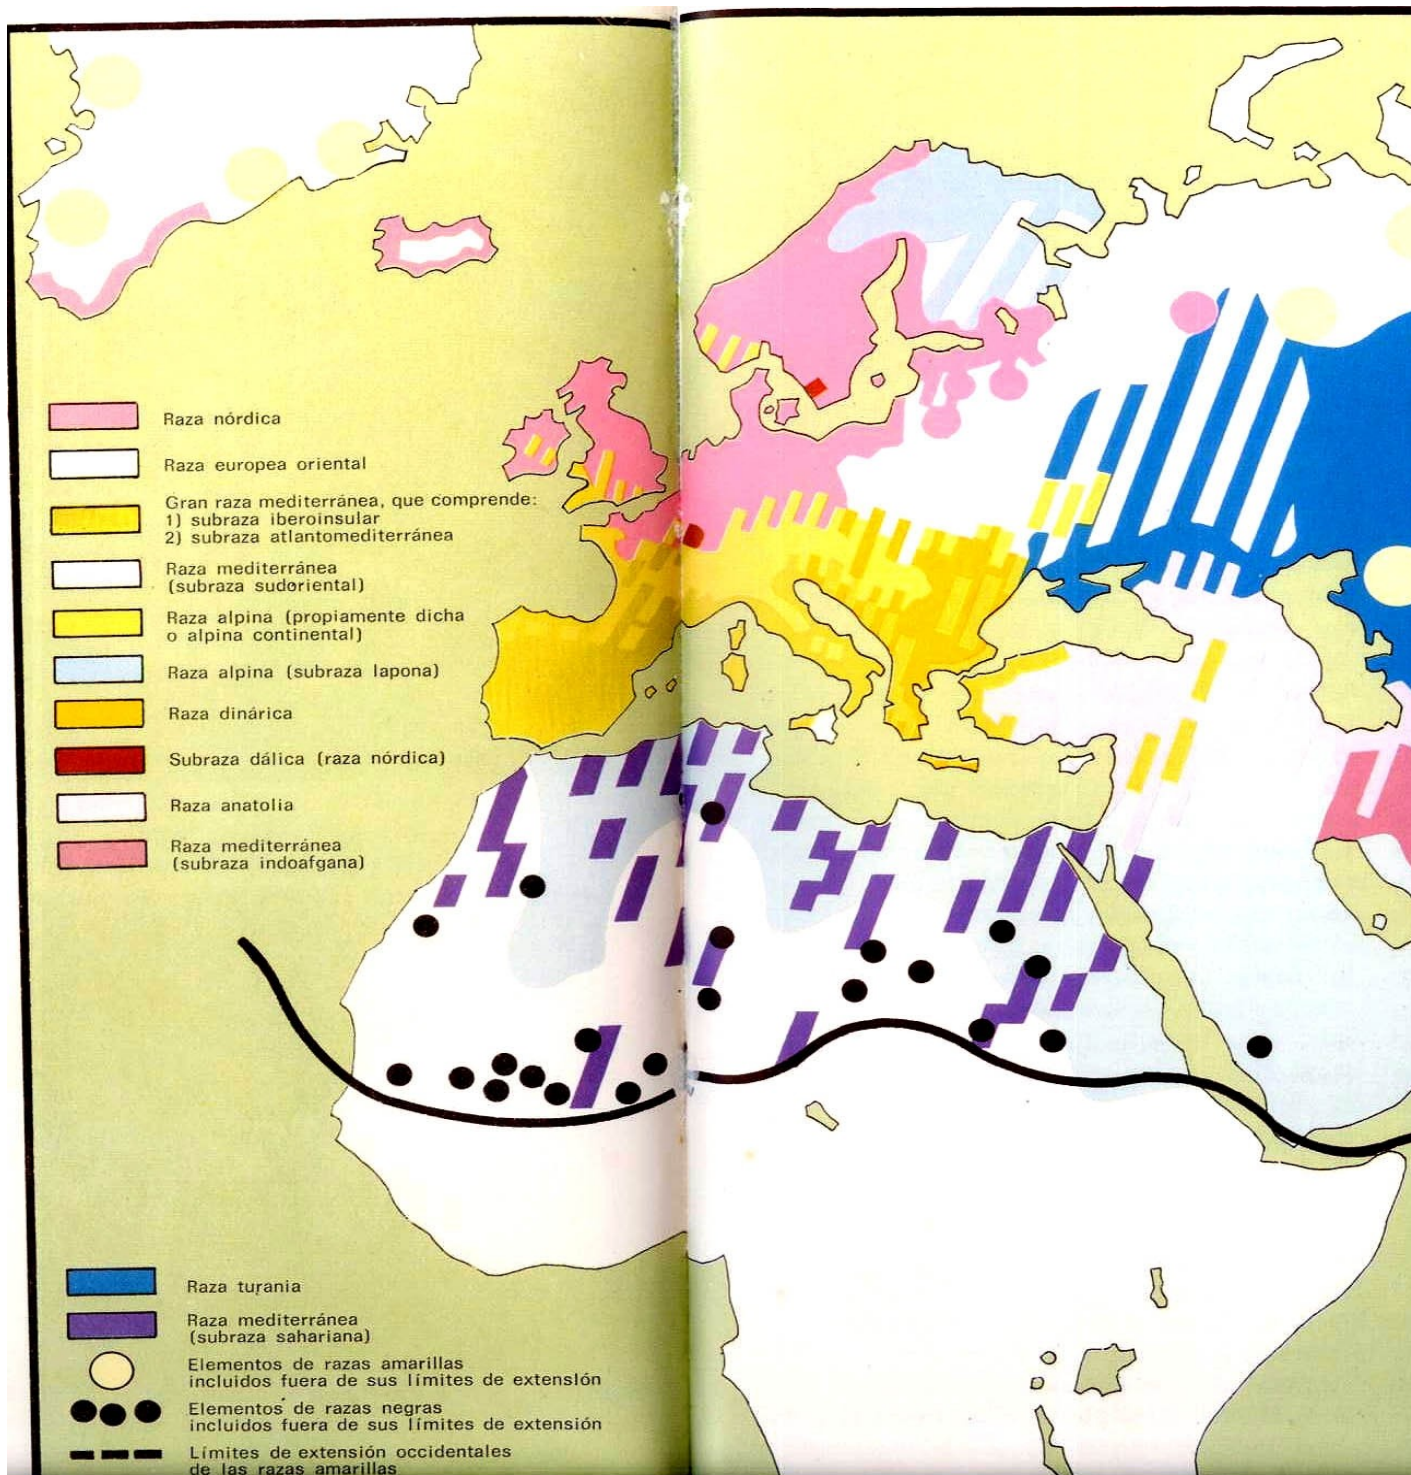 Raza nórdica
Raza europea oriental
Gran raza mediterránea, que comprende:
1) subraza iberoinsular
2) subraza atlantomediterránea
Raza mediterránea
(subraza sudoriental)
Raza alpina (propiamente dicha
o alpina continental)
Raza alpina (subraza lapona)
Raza dinárica
Subraza dálica (raza nórdica)
Raza anatolia
Raza mediterránea
(subraza indoafgana)
Raza turania
Raza mediterránea
(subraza sahariana)
Elementos de razas amarillas
incluidos fuera de sus límites de extensión
Elementos de razas negras
incluidos fuera de sus límites de extensión
Límites de extensión occidentales
de las razas amarillas